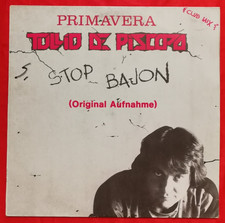 PRIMAVERA
(CLUB MIX)
TULLIO DE PISCOPO
STOP BAJON
(Original Aufnahme)